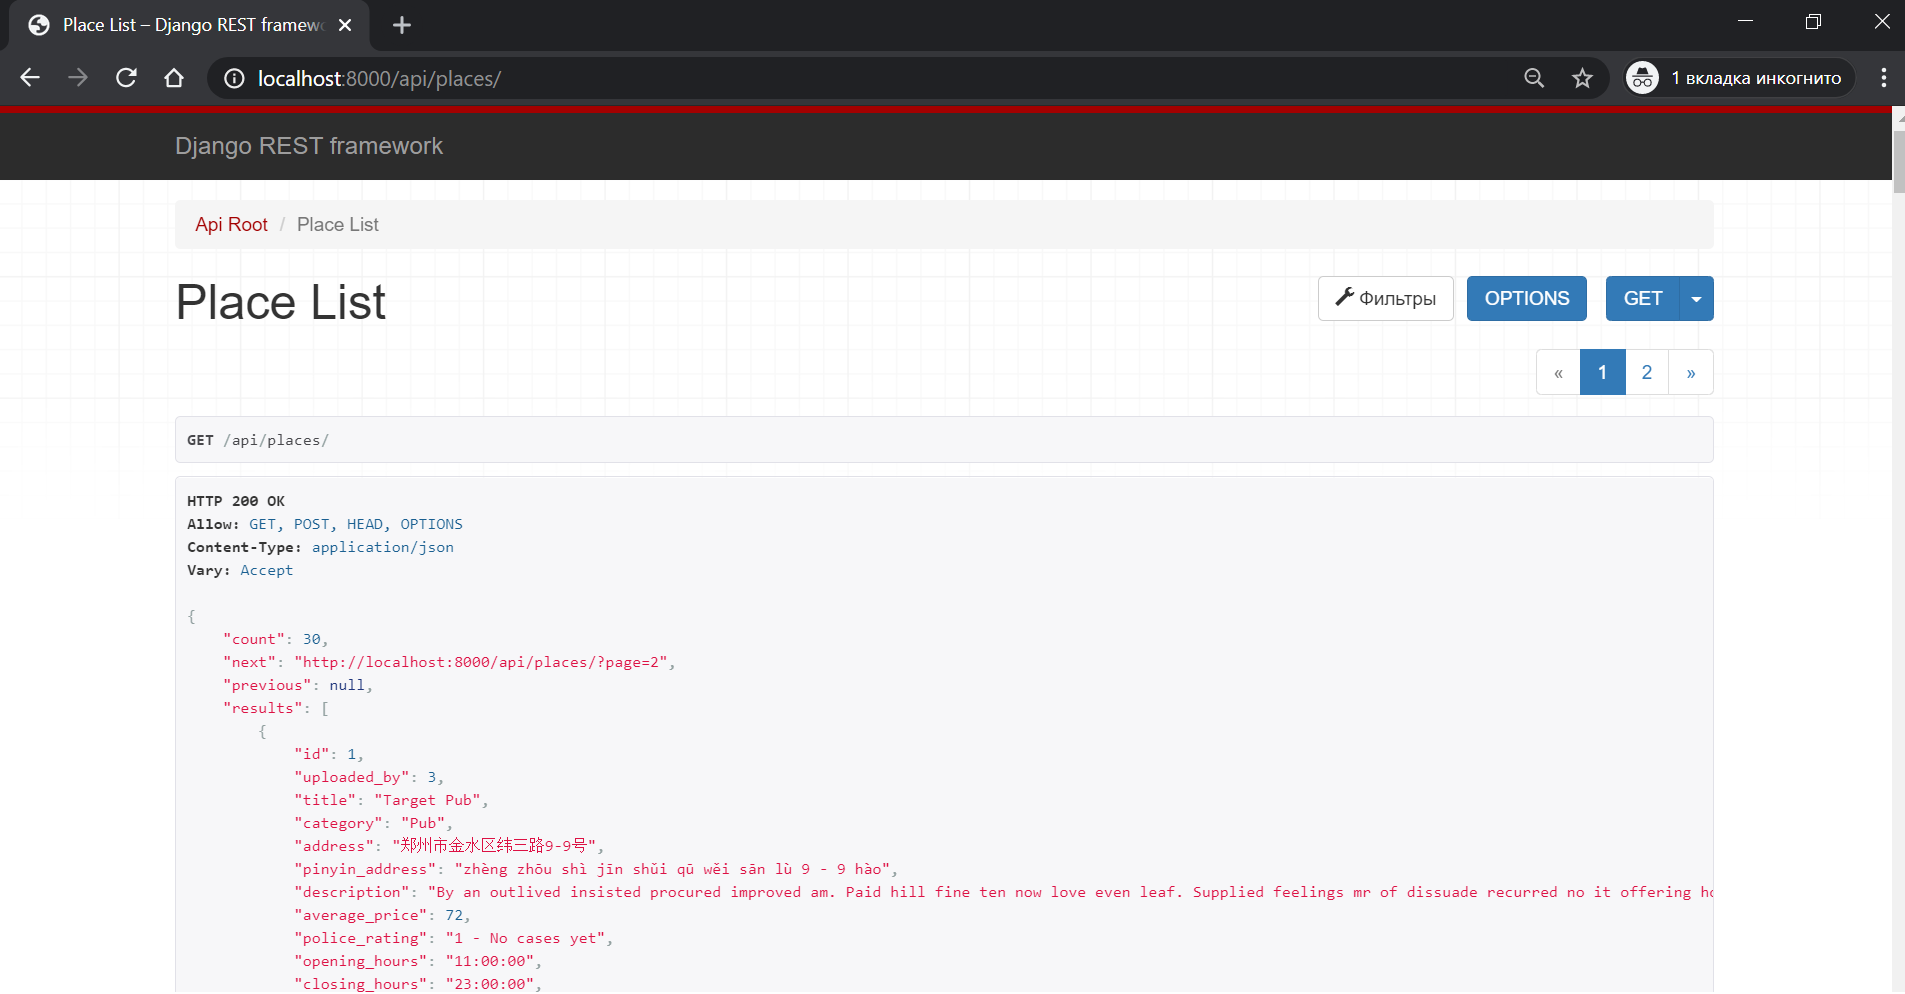 Place List – Django REST framew
localhost:8000/api/places/
1 вкладка инкогнито
Django REST framework
Api Root / Place List
Place List
Фильтры
OPTIONS
GET
« 1 2 »
GET /api/places/
HTTP 200 OK
Allow: GET, POST, HEAD, OPTIONS
Content-Type: application/json
Vary: Accept
{
"count": 30,
"next": "http://localhost:8000/api/places/?page=2",
"previous": null,
"results": [
{
"id": 1,
"uploaded_by": 3,
"title": "Target Pub",
"category": "Pub",
"address": "郑州市金水区纬三路9-9号",
"pinyin_address": "zhèng zhōu shì jīn shǔi qū wěi sān lù 9 - 9 hào",
"description": "By an outlived insisted procured improved am. Paid hill fine ten now love even leaf. Supplied feelings mr of dissuade recurred no it offering ho
"average_price": 72,
"police_rating": "1 - No cases yet",
"opening_hours": "11:00:00",
"closing_hours": "23:00:00",